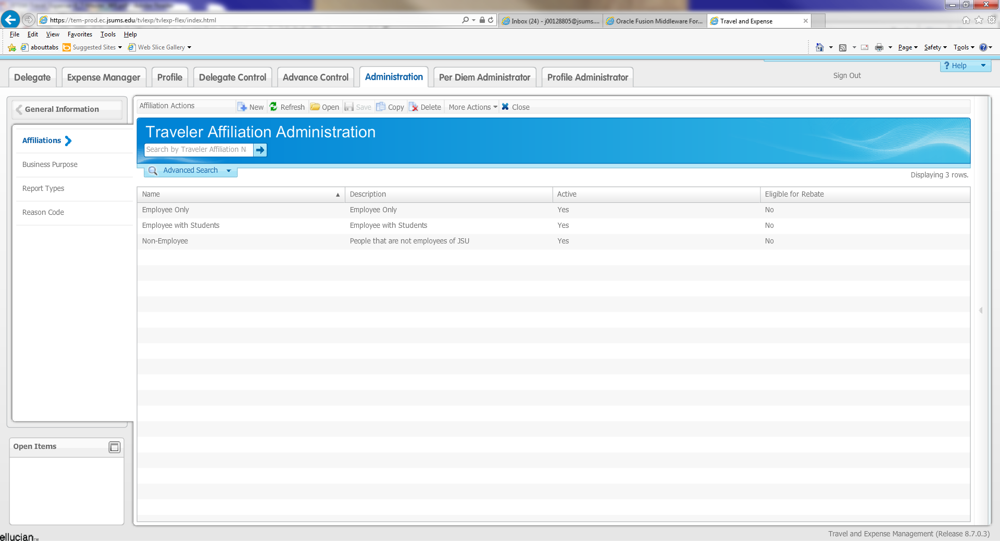 https://tem-prod.ec.jsums.edu/tvlexp/tvlexp-flex/index.html
Inbox (24) - j00128805@jsums....
Oracle Fusion Middleware For...
Travel and Expense
File Edit View Favorites Tools Help
abouttabs Suggested Sites Web Slice Gallery
Page Safety Tools
Delegate Expense Manager Profile Delegate Control Advance Control Administration Per Diem Administrator Profile Administrator
Sign Out
? Help
General Information
Affiliations
Business Purpose
Report Types
Reason Code
Open Items
Affiliation Actions New Refresh Open Save Copy Delete More Actions Close
Traveler Affiliation Administration
Search by Traveler Affiliation N
Advanced Search
Displaying 3 rows.
Name Description Active Eligible for Rebate
Employee Only Employee Only Yes No
Employee with Students Employee with Students Yes No
Non-Employee People that are not employees of JSU Yes No
ellucian™
Travel and Expense Management (Release 8.7.0.3)